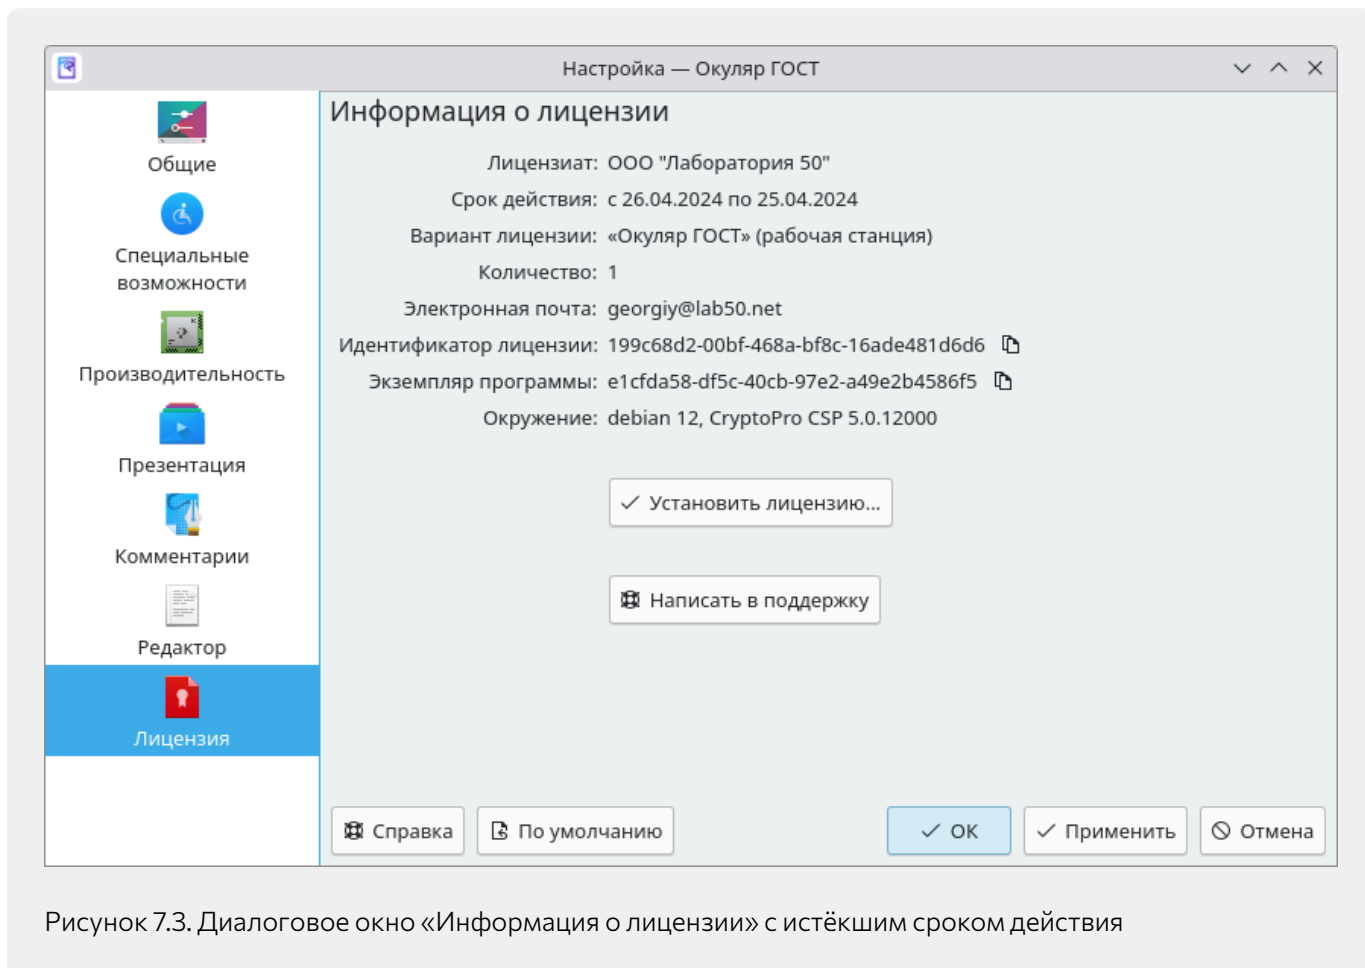 Настройка — Окуляр ГОСТ
Общие
Специальные
возможности
Производительность
Презентация
Комментарии
Редактор
Лицензия
Информация о лицензии
Лицензиат: ООО "Лаборатория 50"
Срок действия: с 26.04.2024 по 25.04.2024
Вариант лицензии: «Окуляр ГОСТ» (рабочая станция)
Количество: 1
Электронная почта: georgiy@lab50.net
Идентификатор лицензии: 199c68d2-00bf-468a-bf8c-16ade481d6d6
Экземпляр программы: e1cfda58-df5c-40cb-97e2-a49e2b4586f5
Окружение: debian 12, CryptoPro CSP 5.0.12000
Установить лицензию...
Написать в поддержку
Справка По умолчанию ОК Применить Отмена
Рисунок 7.3. Диалоговое окно «Информация о лицензии» с истёкшим сроком действия